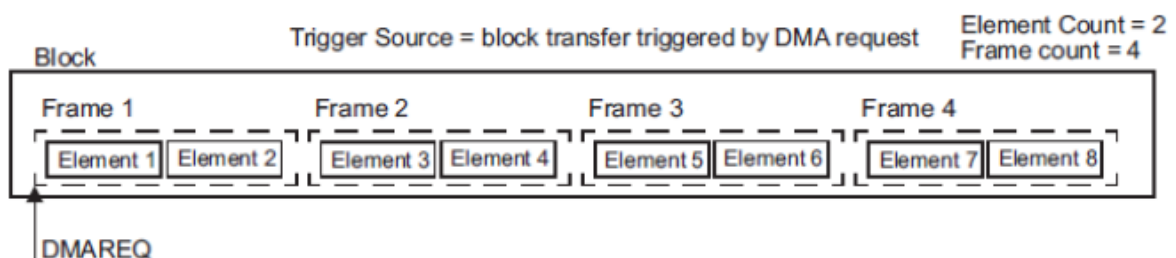 Trigger Source = block transfer triggered by DMA request
Element Count = 2
Frame count = 4
Block
Frame 1
Frame 2
Frame 3
Frame 4
Element 1
Element 2
Element 3
Element 4
Element 5
Element 6
Element 7
Element 8
DMAREQ